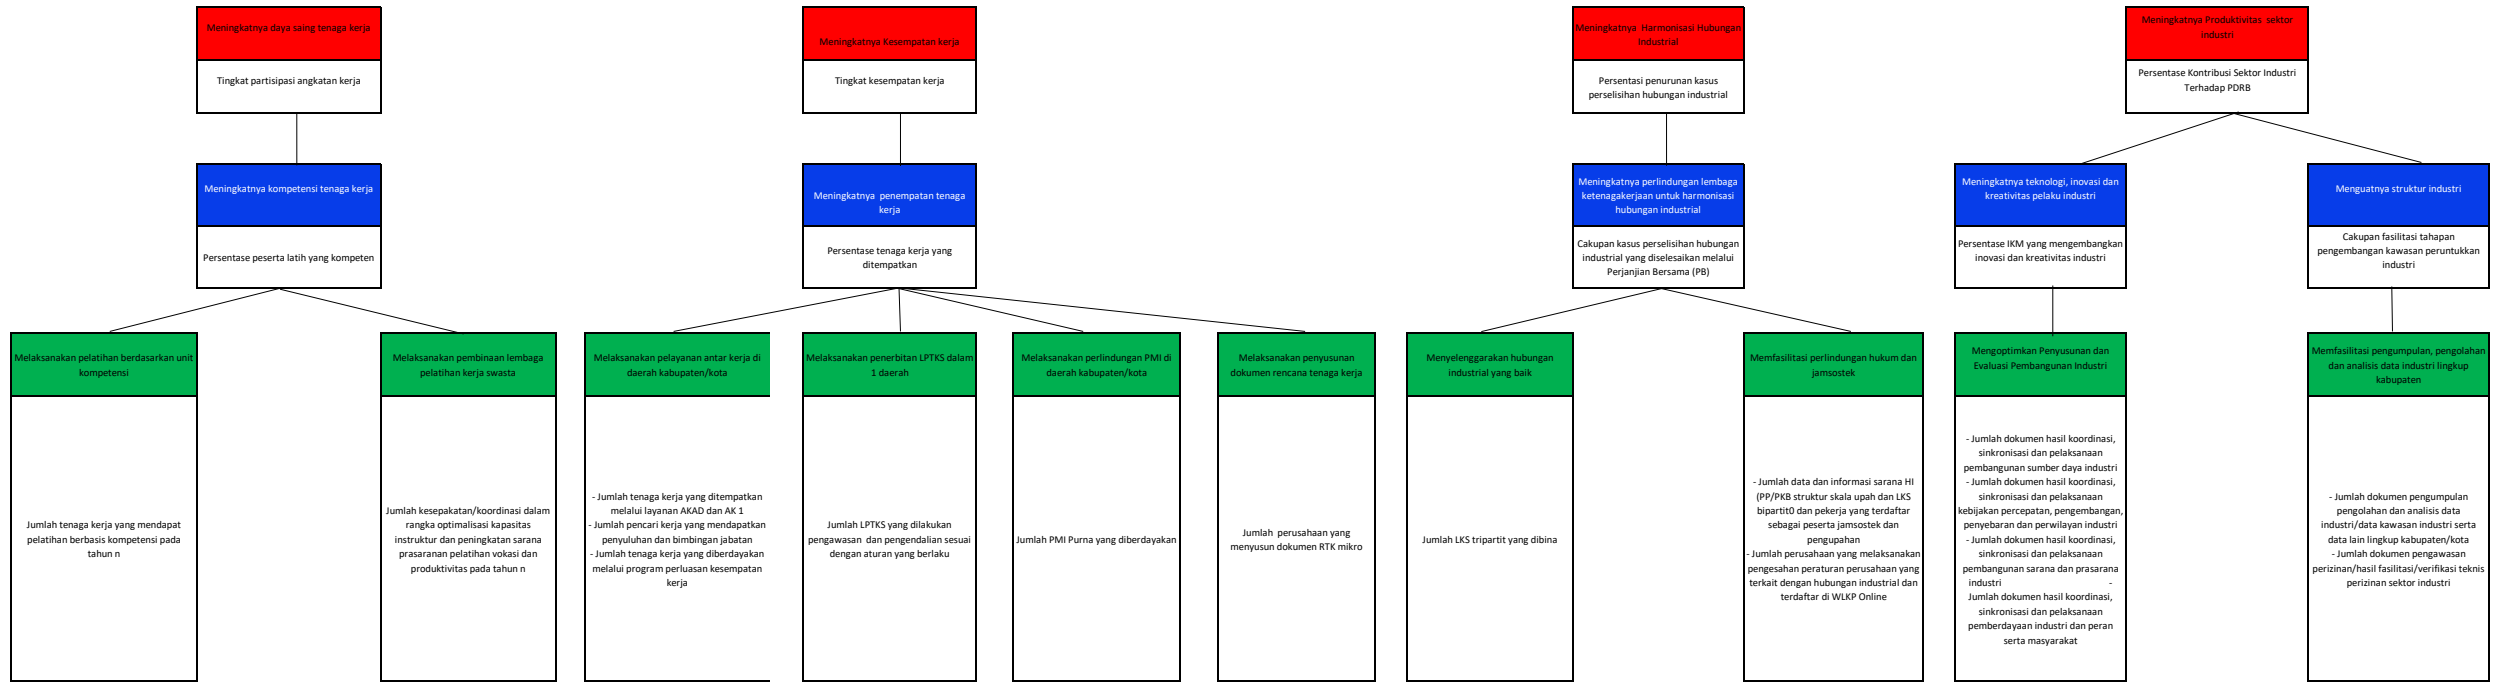 Meningkatnya daya saing tenaga kerja
Tingkat partisipasi angkatan kerja
Meningkatnya Kesempatan kerja
Tingkat kesempatan kerja
Meningkatnya Harmonisasi Hubungan
Industrial
Persentasi penurunan kasus
perselisihan hubungan industrial
Meningkatnya Produktivitas sektor
industri
Persentase Kontribusi Sektor Industri
Terhadap PDRB
Meningkatnya kompetensi tenaga kerja
Persentase peserta latih yang kompeten
Meningkatnya penempatan tenaga
kerja
Persentase tenaga kerja yang
ditempatkan
Meningkatnya perlindungan lembaga
ketenagakerjaan untuk harmonisasi
hubungan industrial
Cakupan kasus perselisihan hubungan
industrial yang diselesaikan melalui
Perjanjian Bersama (PB)
Meningkatnya teknologi, inovasi dan
kreativitas pelaku industri
Persentase IKM yang mengembangkan
inovasi dan kreativitas industri
Menguatnya struktur industri
Cakupan fasilitasi tahapan
pengembangan kawasan peruntukkan
industri
Melaksanakan pelatihan berdasarkan unit
kompetensi
Jumlah tenaga kerja yang mendapat
pelatihan berbasis kompetensi pada
tahun n
Melaksanakan pembinaan lembaga
pelatihan kerja swasta
Jumlah kesepakatan/koordinasi dalam
rangka optimalisasi kapasitas
instruktur dan peningkatan sarana
prasaranan pelatihan vokasi dan
produktivitas pada tahun n
Melaksanakan pelayanan antar kerja di
daerah kabupaten/kota
- Jumlah tenaga kerja yang ditempatkan
melalui layanan AKAD dan AK 1
- Jumlah pencari kerja yang mendapatkan
penyuluhan dan bimbingan jabatan
- Jumlah tenaga kerja yang diberdayakan
melalui program perluasan kesempatan
kerja
Melaksanakan penerbitan LPTKS dalam
1 daerah
Jumlah LPTKS yang dilakukan
pengawasan dan pengendalian sesuai
dengan aturan yang berlaku
Melaksanakan perlindungan PMI di
daerah kabupaten/kota
Jumlah PMI Purna yang diberdayakan
Melaksanakan penyusunan
dokumen rencana tenaga kerja
Jumlah perusahaan yang
menyusun dokumen RTK mikro
Menyelenggarakan hubungan
industrial yang baik
Jumlah LKS tripartit yang dibina
Memfasilitasi perlindungan hukum dan
jamsostek
- Jumlah data dan informasi sarana HI
(PP/PKB struktur skala upah dan LKS
bipartit0 dan pekerja yang terdaftar
sebagai peserta jamsostek dan
pengupahan
- Jumlah perusahaan yang melaksanakan
pengesahan peraturan perusahaan yang
terkait dengan hubungan industrial dan
terdaftar di WLKP Online
Mengoptimkan Penyusunan dan
Evaluasi Pembangunan Industri
- Jumlah dokumen hasil koordinasi,
sinkronisasi dan pelaksanaan
pembangunan sumber daya industri
- Jumlah dokumen hasil koordinasi,
sinkronisasi dan pelaksanaan
kebijakan percepatan, pengembangan,
penyebaran dan perwilayan industri
- Jumlah dokumen hasil koordinasi,
sinkronisasi dan pelaksanaan
pembangunan sarana dan prasarana
industri -
Jumlah dokumen hasil koordinasi,
sinkronisasi dan pelaksanaan
pemberdayaan industri dan peran
serta masyarakat
Memfasilitasi pengumpulan, pengolahan
dan analisis data industri lingkup
kabupaten
- Jumlah dokumen pengumpulan
pengolahan dan analisis data
industri/data kawasan industri serta
data lain lingkup kabupaten/kota
- Jumlah dokumen pengawasan
perizinan/hasil fasilitasi/verifikasi teknis
perizinan sektor industri